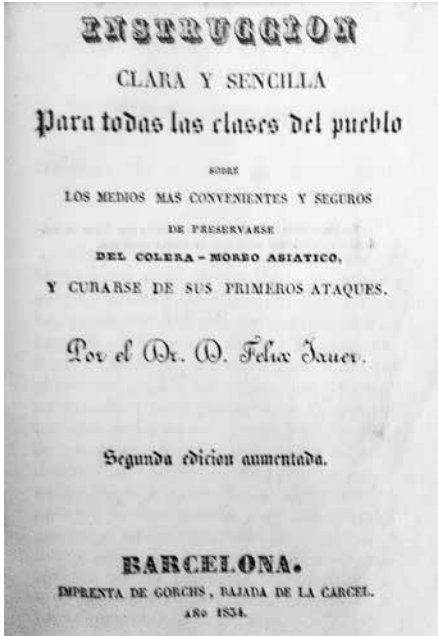 INSTRUCCION
CLARA Y SENCILLA
Para todas las clases del pueblo
SOBRE
LOS MEDIOS MAS CONVENIENTES Y SEGUROS
DE PRESERVARSE
DEL COLERA-MORBO ASIATICO,
Y CURARSE DE SUS PRIMEROS ATAQUES.
Por el Dr. D. Felix Janer.
Segunda edicion aumentada.
BARCELONA.
IMPRENTA DE GORCHS, BAJADA DE LA CARCEL.
AÑO 1834.